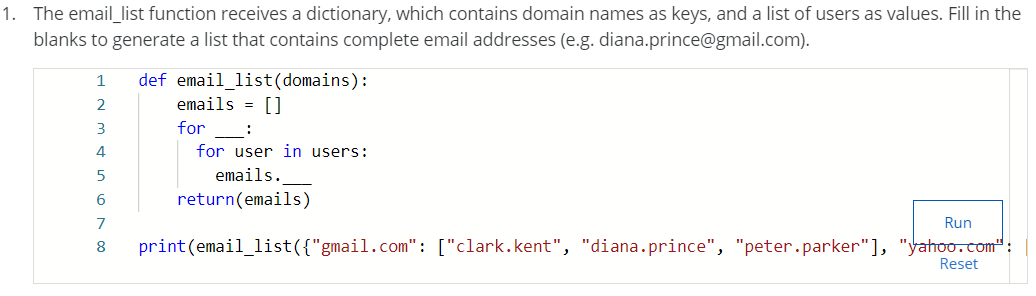 1. The email_list function receives a dictionary, which contains domain names as keys, and a list of users as values. Fill in the
blanks to generate a list that contains complete email addresses (e.g. diana.prince@gmail.com).
1 def email_list(domains):
2 emails = []
3 for ___:
4 for user in users:
5 emails.___
6 return(emails)
7
Run
8 print(email_list({"gmail.com": ["clark.kent", "diana.prince", "peter.parker"], "yahoo.com":
Reset